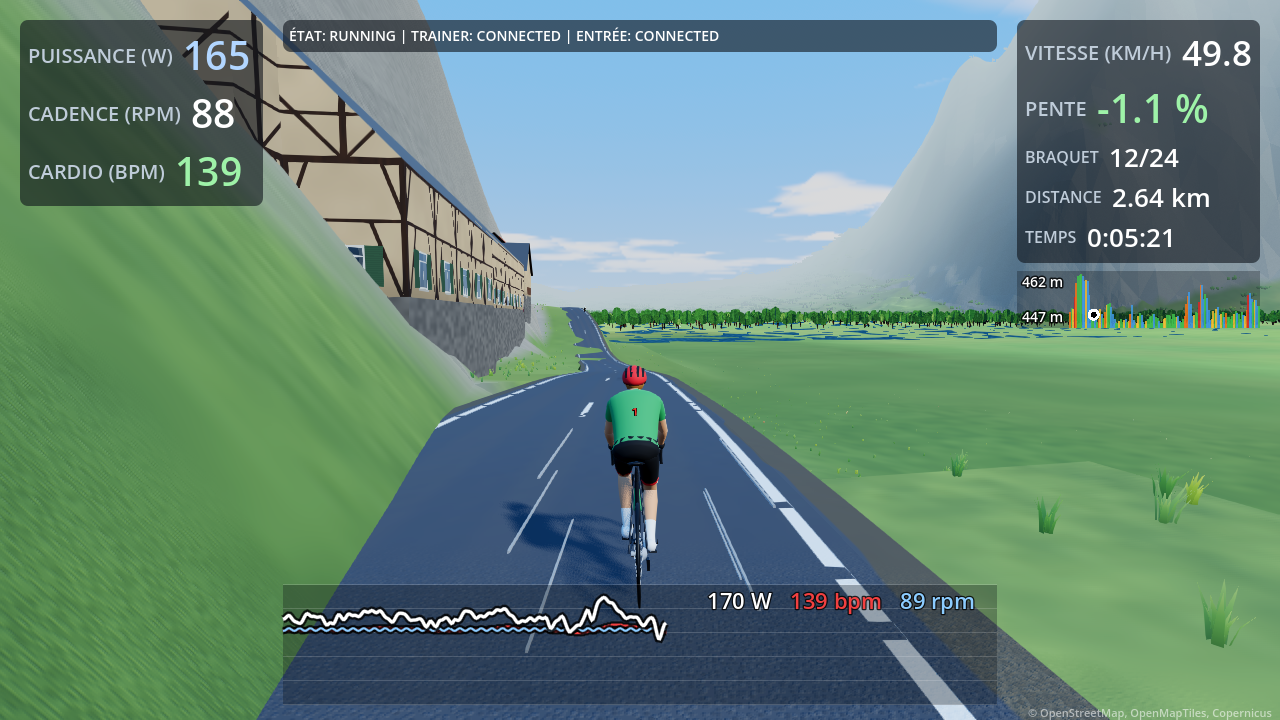 PUISSANCE (W) 165
CADENCE (RPM) 88
CARDIO (BPM) 139
ÉTAT: RUNNING | TRAINER: CONNECTED | ENTRÉE: CONNECTED
VITESSE (KM/H) 49.8
PENTE -1.1 %
BRAQUET 12/24
DISTANCE 2.64 km
TEMPS 0:05:21
462 m
447 m
1
170 W 139 bpm 89 rpm
© OpenStreetMap, OpenMapTiles, Copernicus